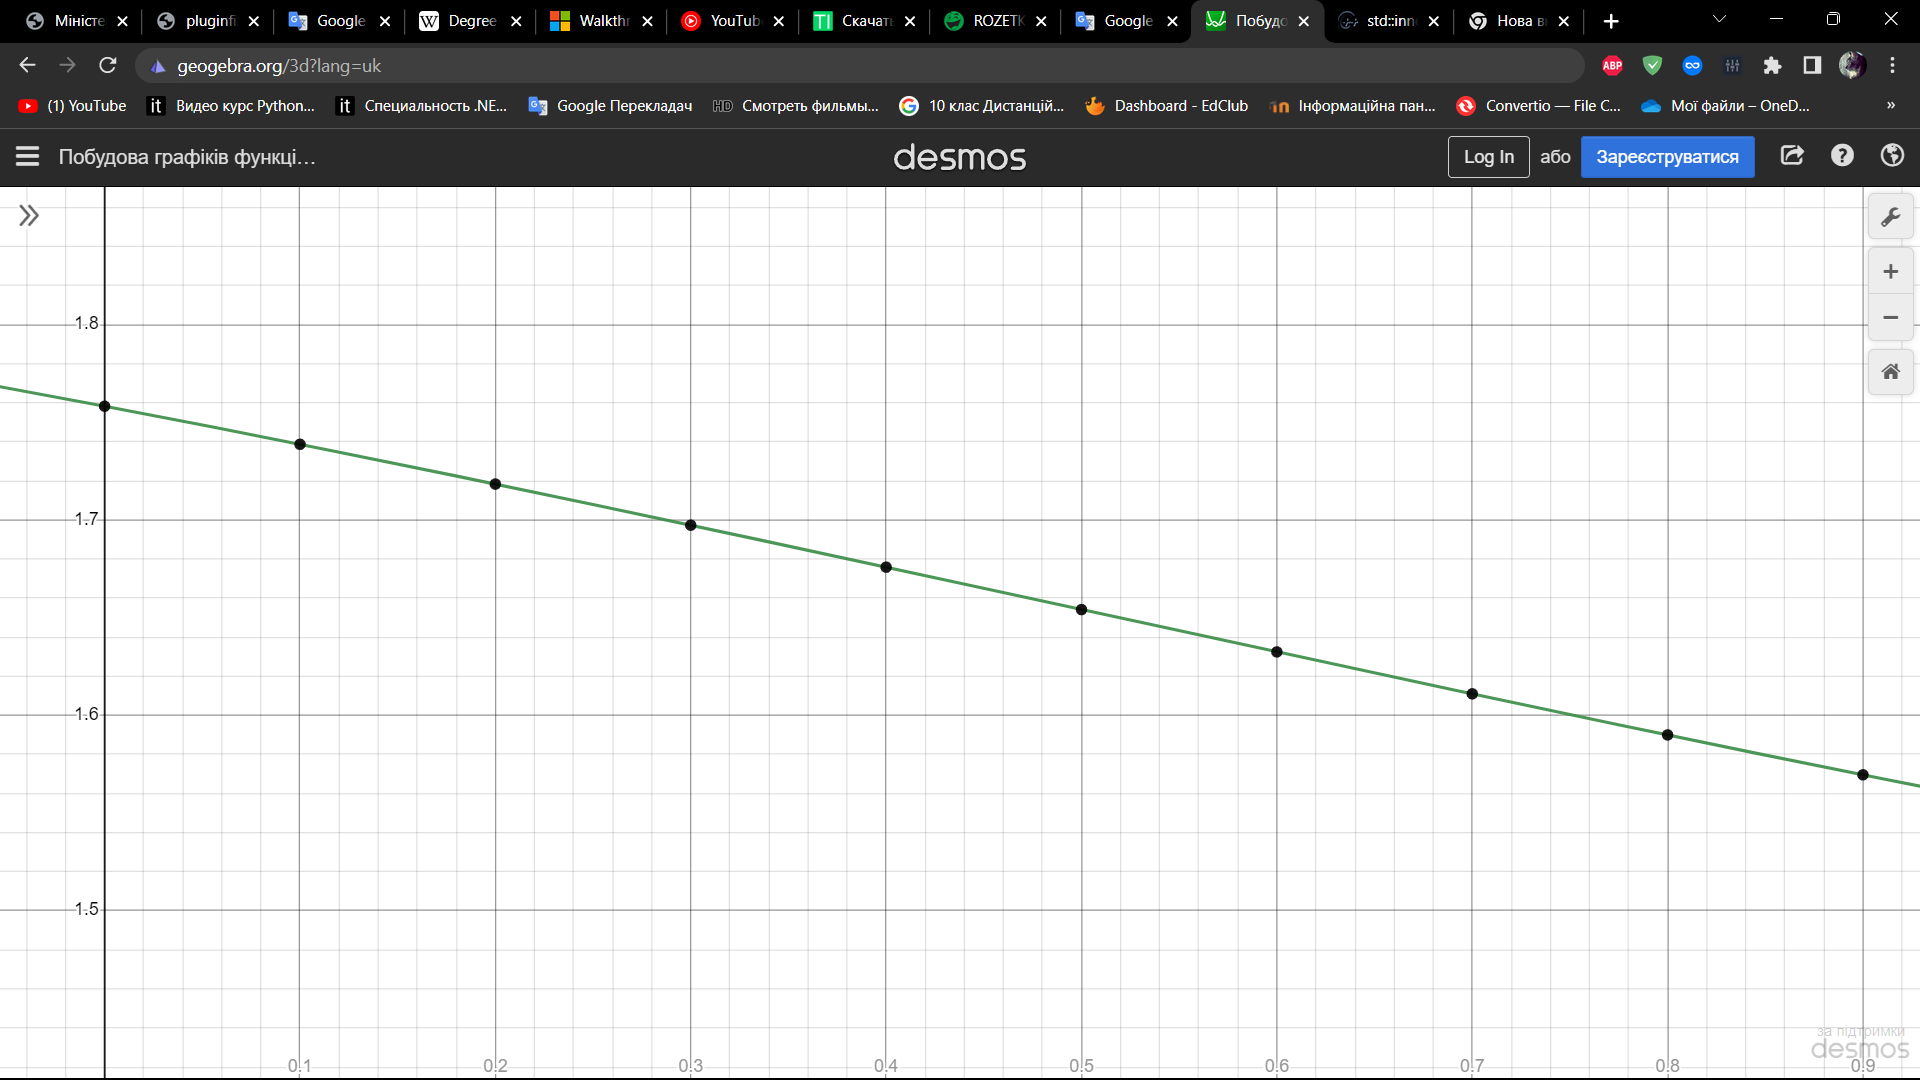 Міністе pluginfi Google Degree Walkthr YouTub Скачат ROZETK Google Побудо std::inn Нова в
geogebra.org/3d?lang=uk
(1) YouTube Видео курс Python... Специальность .NE... Google Перекладач HD Смотреть фильмы... 10 клас Дистанцій... Dashboard - EdClub Інформаційна пан... Convertio — File C... Мої файли – OneD... »
Побудова графіків функці... desmos Log In або Зареєструватися
1.8
1.7
1.6
1.5
0.1 0.2 0.3 0.4 0.5 0.6 0.7 0.8 0.9
за підтримки
desmos